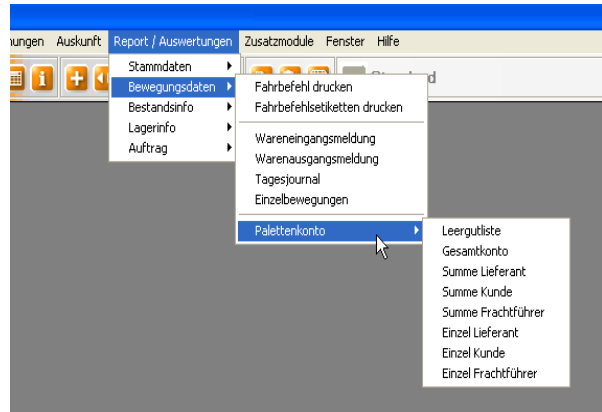 Auskunft Report / Auswertungen Zusatzmodule Fenster Hilfe
Stammdaten
Bewegungsdaten
Bestandsinfo
Lagerinfo
Auftrag
Fahrbefehl drucken
Fahrbefehlsetiketten drucken
Wareneingangsmeldung
Warenausgangsmeldung
Tagesjournal
Einzelbewegungen
Palettenkonto
Leergutliste
Gesamtkonto
Summe Lieferant
Summe Kunde
Summe Frachtführer
Einzel Lieferant
Einzel Kunde
Einzel Frachtführer